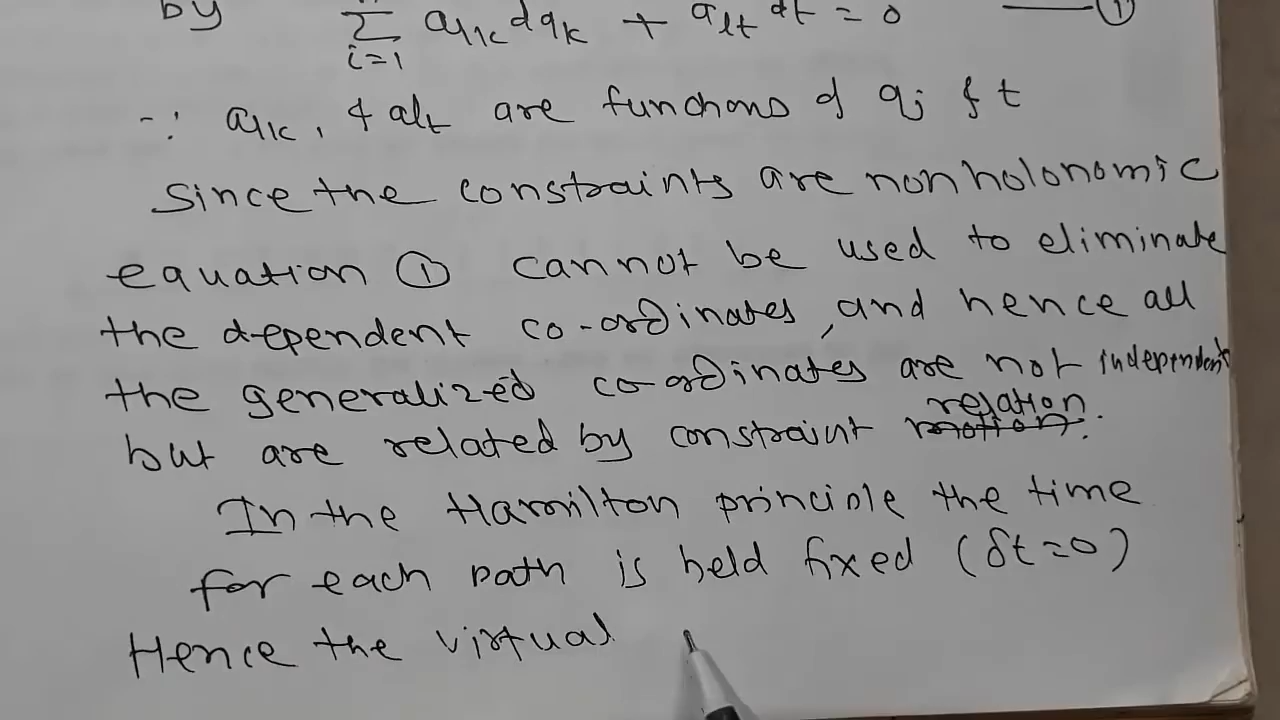 by Σ i=1 a_lk dq_k + a_lt dt = 0 —— ①
∵ a_lk, & a_lt are functions of q_j & t
Since the constraints are nonholonomic
equation ① cannot be used to eliminate
the dependent co-ordinates, and hence all
the generalized co-ordinates are not independent
but are related by constraint relation.
In the Hamilton principle the time
for each path is held fixed (δt=0)
Hence the virtual